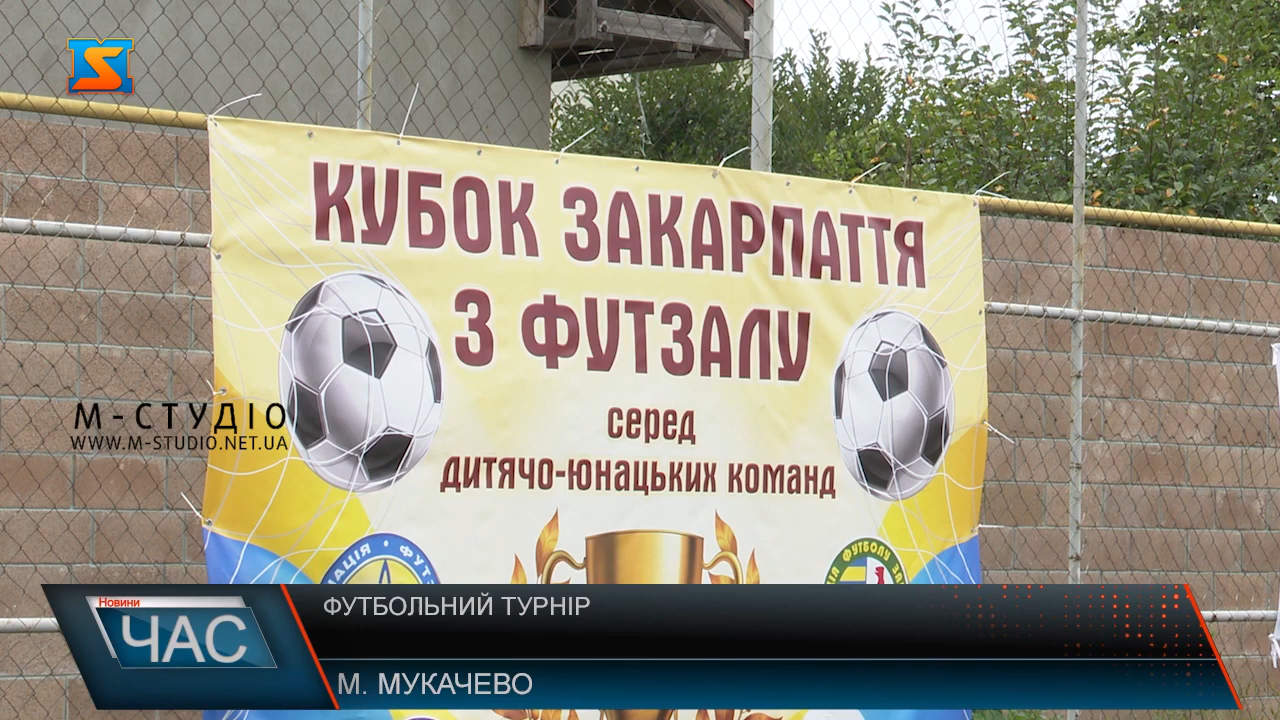 КУБОК ЗАКАРПАТТЯ
З ФУТЗАЛУ
серед
дитячо-юнацьких команд
М-СТУДІО
WWW.M-STUDIO.NET.UA
Новини
ЧАС
ФУТБОЛЬНИЙ ТУРНІР
М. МУКАЧЕВО